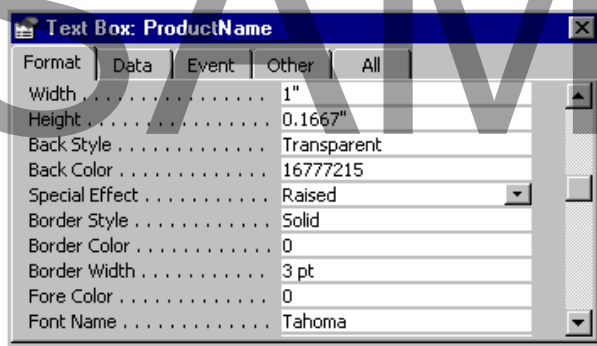 Text Box: ProductName
Format Data Event Other All
Width . . . . . . . . . . . . . . . . 1"
Height . . . . . . . . . . . . . . . 0.1667"
Back Style . . . . . . . . . . . . . Transparent
Back Color . . . . . . . . . . . . . 16777215
Special Effect . . . . . . . . . . . Raised
Border Style . . . . . . . . . . . . Solid
Border Color . . . . . . . . . . . . 0
Border Width . . . . . . . . . . . . 3 pt
Fore Color . . . . . . . . . . . . . 0
Font Name . . . . . . . . . . . . . Tahoma